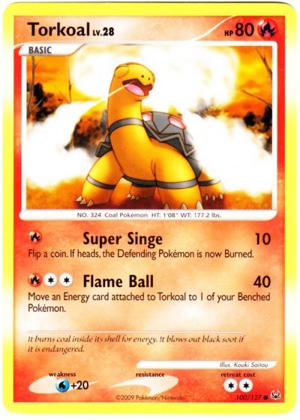 Torkoal LV.28 HP 80
BASIC
NO. 324 Coal Pokémon HT: 1'08" WT: 177.2 lbs.
Super Singe 10
Flip a coin. If heads, the Defending Pokémon is now Burned.
Flame Ball 40
Move an Energy card attached to Torkoal to 1 of your Benched
Pokémon.
It burns coal inside its shell for energy. It blows out black soot if
it is endangered.
Illus. Kouki Saitou
weakness resistance retreat cost
+20
100/127
©2009 Pokémon/Nintendo